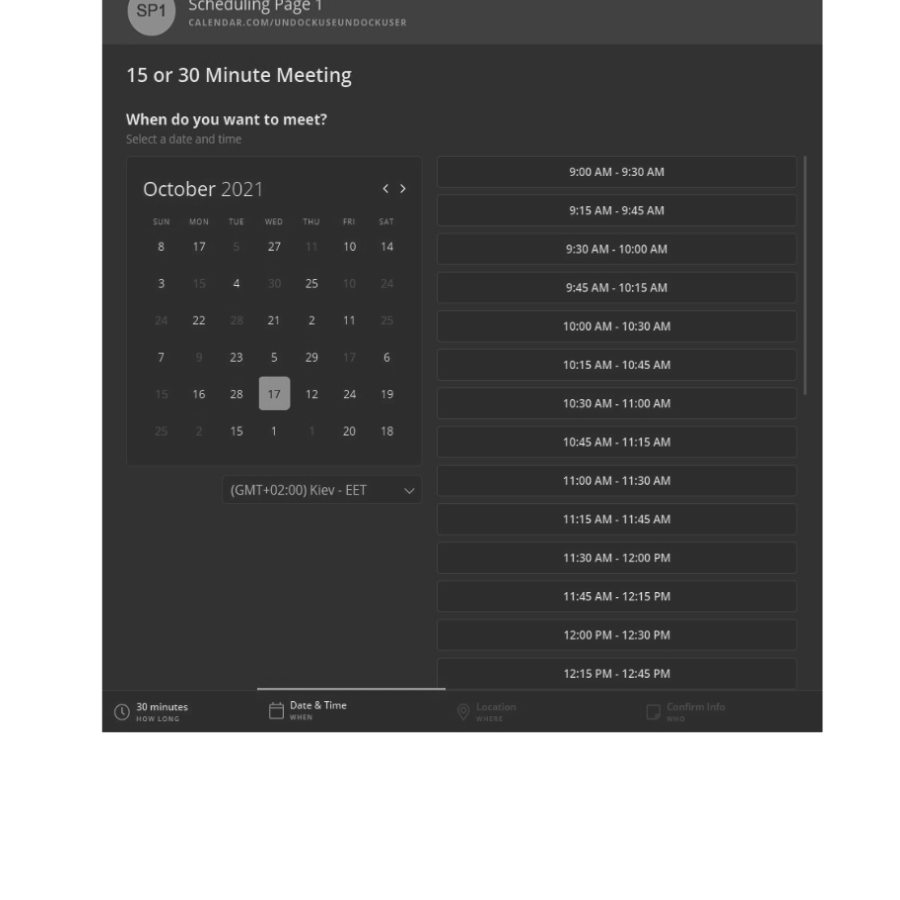 SP1
Scheduling Page 1
CALENDAR.COM/UNDOCKUSEUNDOCKUSER
15 or 30 Minute Meeting
When do you want to meet?
Select a date and time
October 2021
SUN MON TUE WED THU FRI SAT
8 17 5 27 11 10 14
3 15 4 30 25 10 24
24 22 28 21 2 11 25
7 9 23 5 29 17 6
15 16 28 17 12 24 19
25 2 15 1 1 20 18
(GMT+02:00) Kiev - EET
9:00 AM - 9:30 AM
9:15 AM - 9:45 AM
9:30 AM - 10:00 AM
9:45 AM - 10:15 AM
10:00 AM - 10:30 AM
10:15 AM - 10:45 AM
10:30 AM - 11:00 AM
10:45 AM - 11:15 AM
11:00 AM - 11:30 AM
11:15 AM - 11:45 AM
11:30 AM - 12:00 PM
11:45 AM - 12:15 PM
12:00 PM - 12:30 PM
12:15 PM - 12:45 PM
30 minutes
HOW LONG
Date & Time
WHEN
Location
WHERE
Confirm Info
WHO